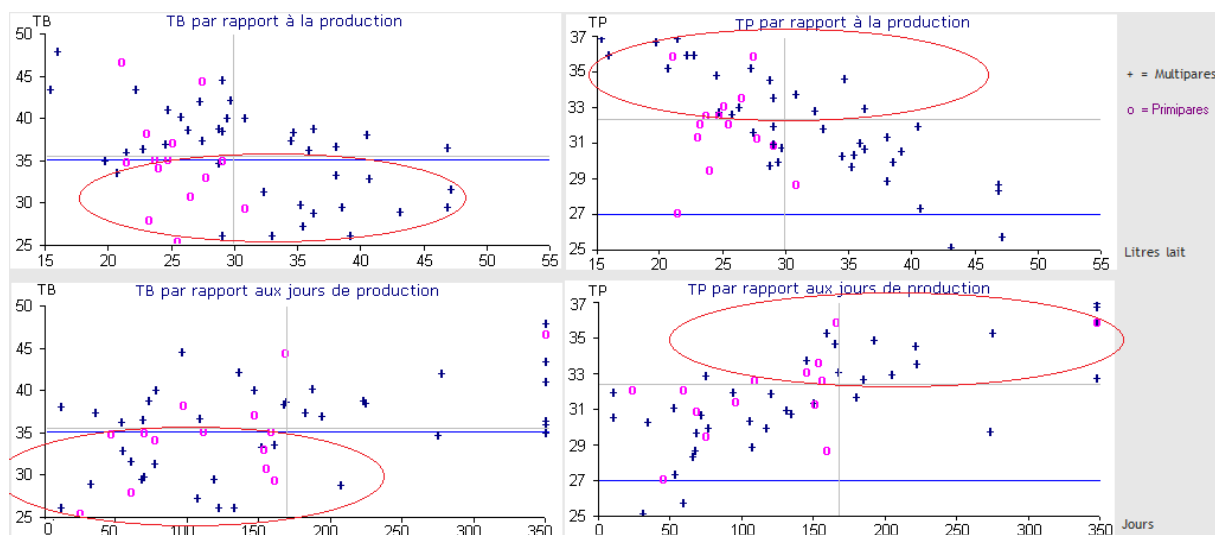 TB TB par rapport à la production
50
45
40
35
30
25
15 20 25 30 35 40 45 50 55
TP TP par rapport à la production
37
35
33
31
29
27
25
15 20 25 30 35 40 45 50 55
+ = Multipares
o = Primipares
Litres lait
TB TB par rapport aux jours de production
50
45
40
35
30
25
0 50 100 150 200 250 300 350
TP TP par rapport aux jours de production
37
35
33
31
29
27
25
0 50 100 150 200 250 300 350
Jours